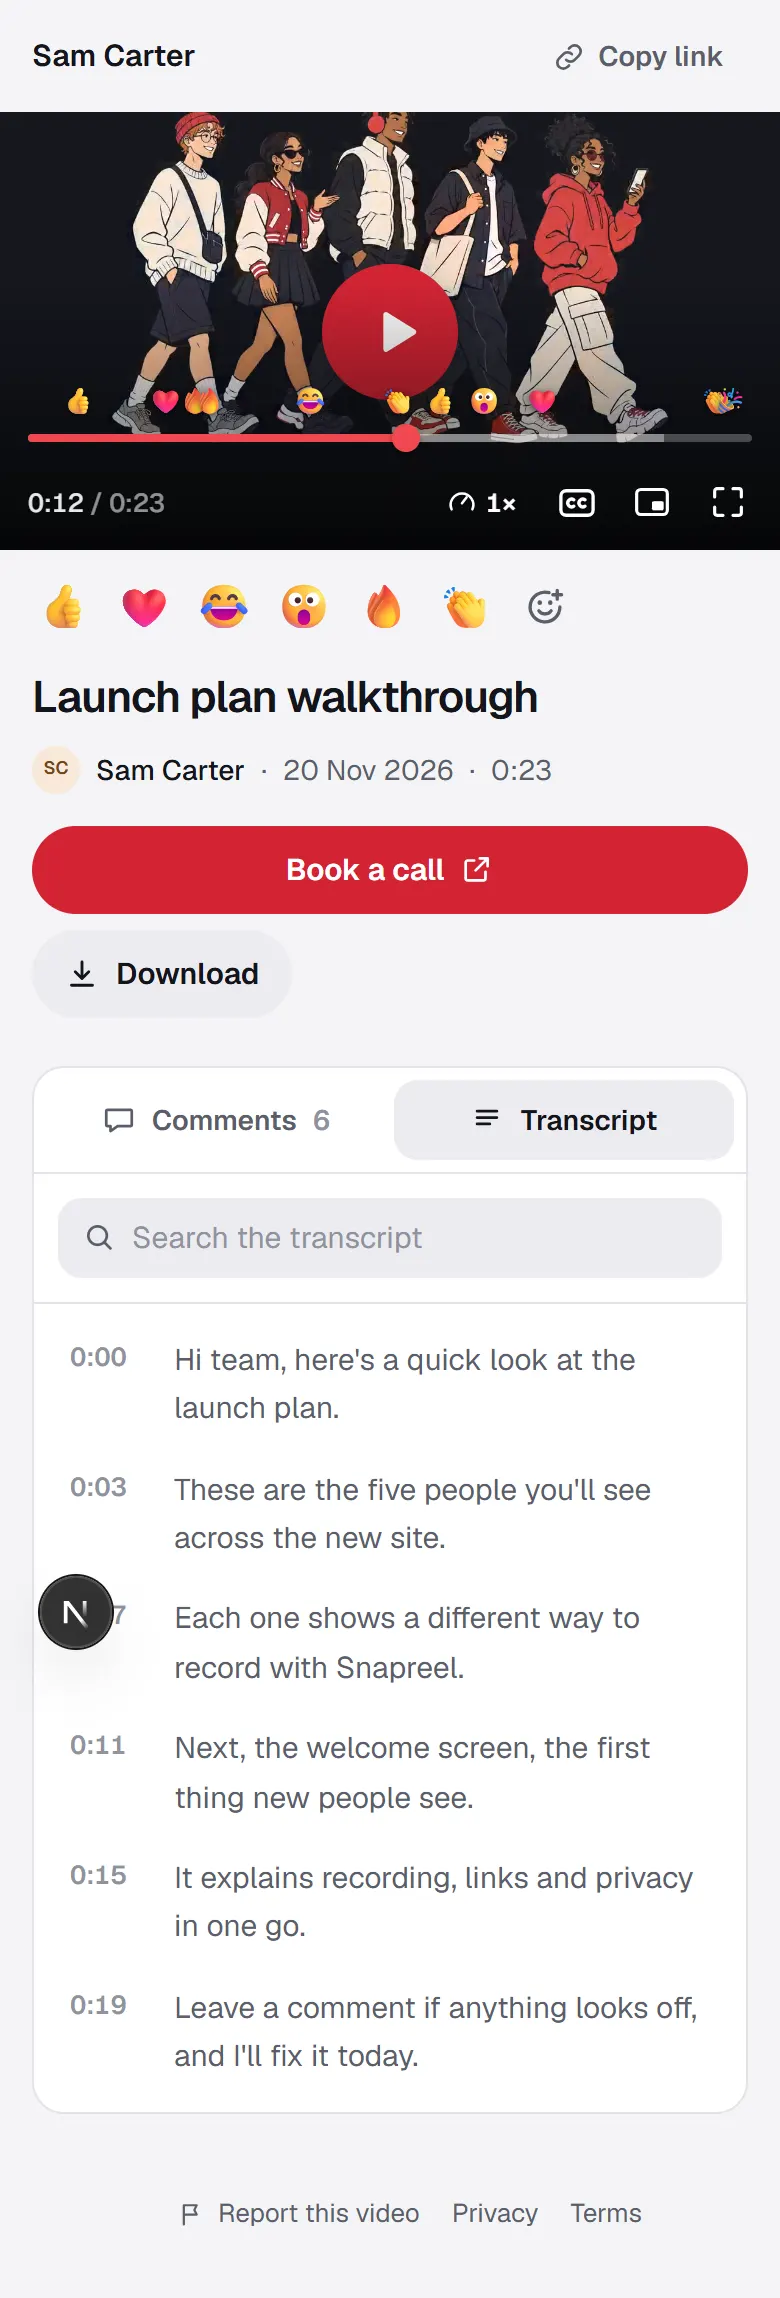 Sam Carter
Copy link
0:12 / 0:23
1×
CC
Launch plan walkthrough
SC
Sam Carter · 20 Nov 2026 · 0:23
Book a call
Download
Comments 6
Transcript
Search the transcript
0:00
Hi team, here's a quick look at the
launch plan.
0:03
These are the five people you'll see
across the new site.
N
7
Each one shows a different way to
record with Snapreel.
0:11
Next, the welcome screen, the first
thing new people see.
0:15
It explains recording, links and privacy
in one go.
0:19
Leave a comment if anything looks off,
and I'll fix it today.
Report this video
Privacy
Terms